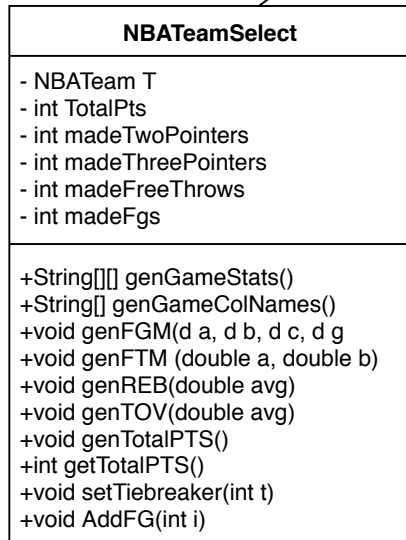 NBATeamSelect
- NBATeam T
- int TotalPts
- int madeTwoPointers
- int madeThreePointers
- int madeFreeThrows
- int madeFgs
+String[][] genGameStats()
+String[] genGameColNames()
+void genFGM(d a, d b, d c, d g
+void genFTM (double a, double b)
+void genREB(double avg)
+void genTOV(double avg)
+void genTotalPTS()
+int getTotalPTS()
+void setTiebreaker(int t)
+void AddFG(int i)